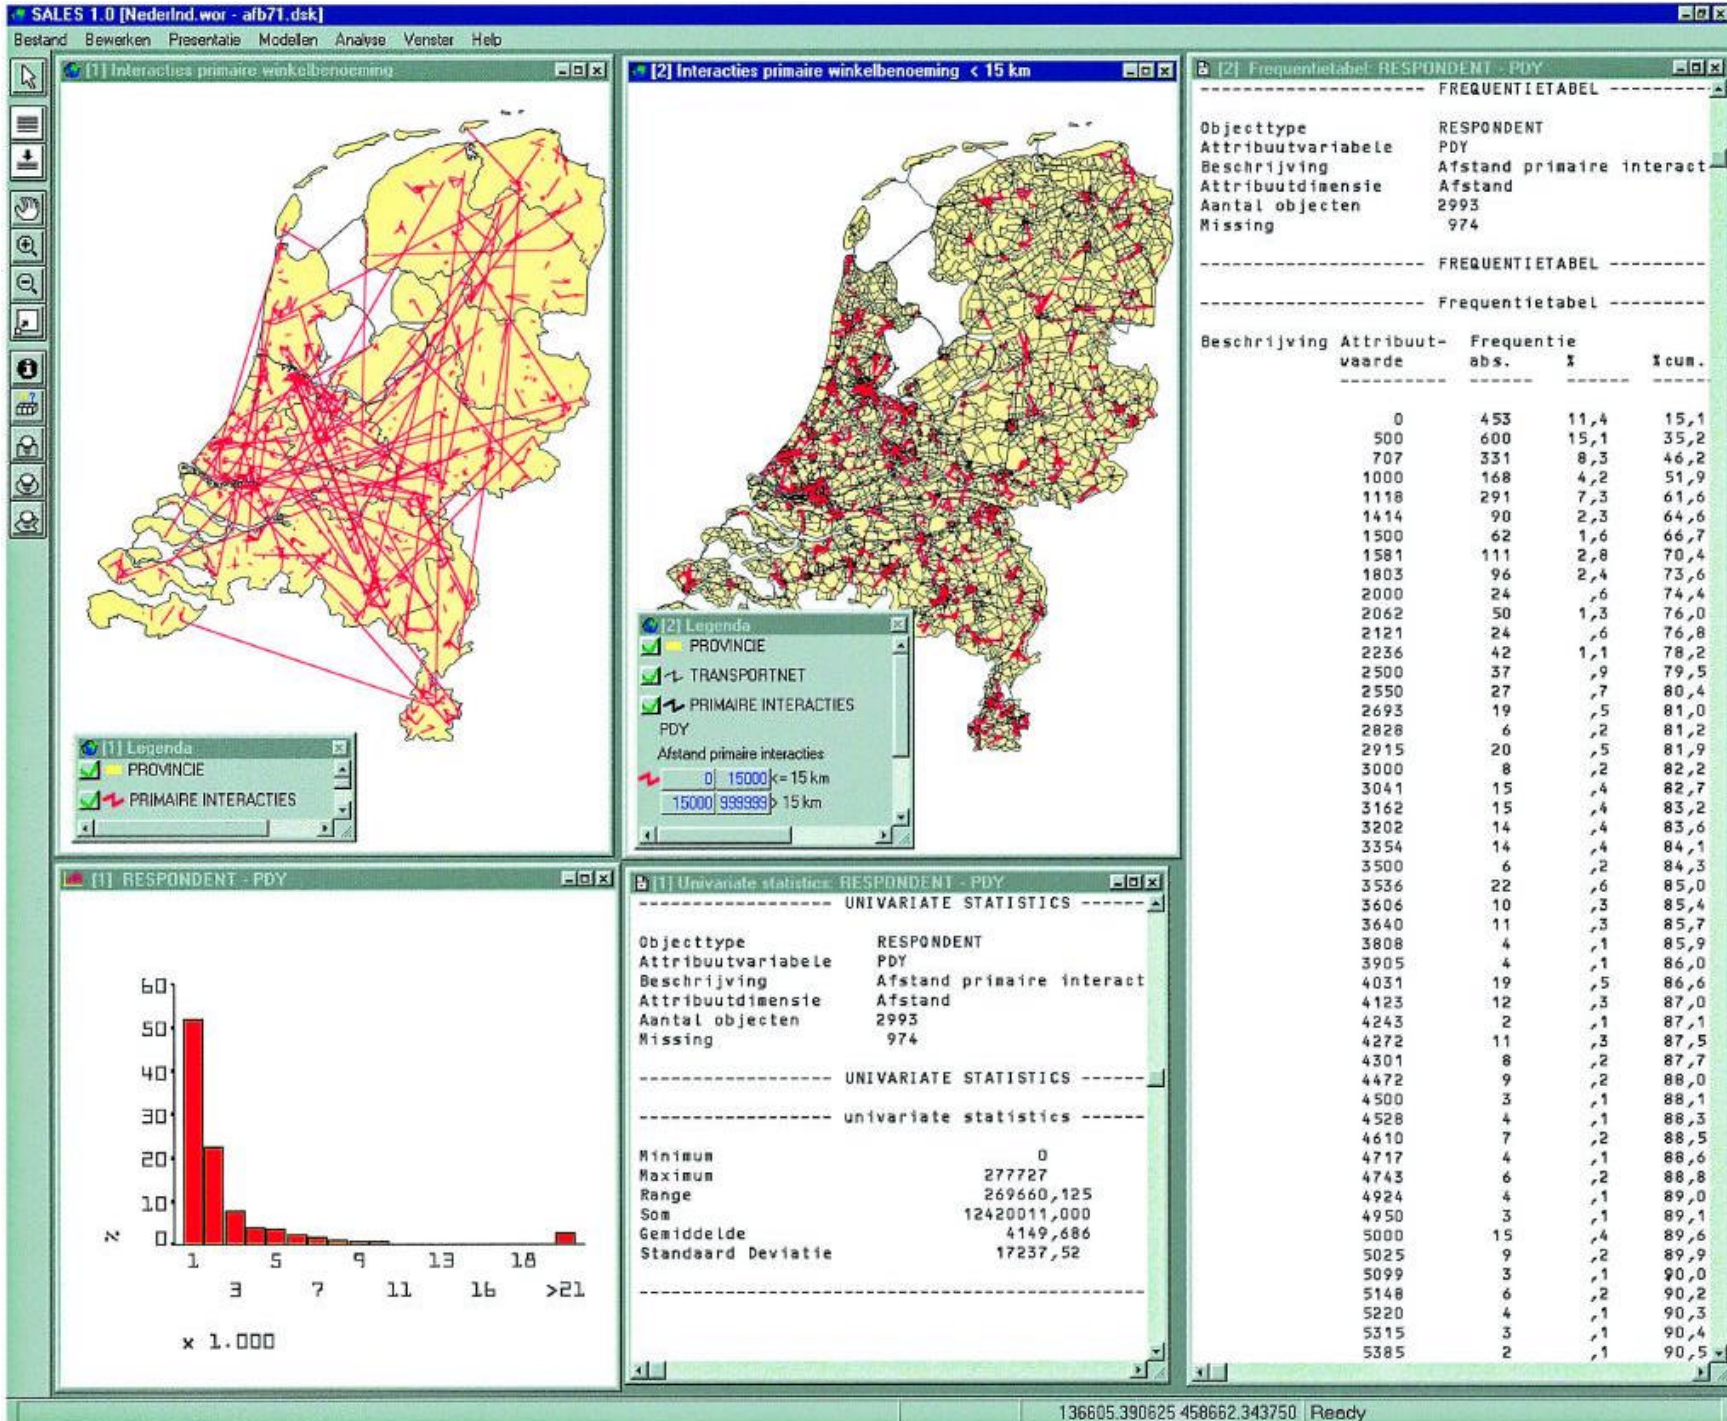 SALES 1.0 [Nederlnd.wor - afb71.dsk]
Bestand Bewerken Presentatie Modellen Analyse Venster Help
[1] Interacties primaire winkelbenoeming
[1] Legenda
PROVINCIE
PRIMAIRE INTERACTIES
[2] Interacties primaire winkelbenoeming < 15 km
[2] Legenda
PROVINCIE
TRANSPORTNET
PRIMAIRE INTERACTIES
PDY
Afstand primaire interacties
0 15000 <= 15 km
15000 999999 > 15 km
[2] Frequentietabel: RESPONDENT - PDY
-------------------- FREQUENTIETABEL ---------
Objecttype RESPONDENT
Attribuutvariabele PDY
Beschrijving Afstand primaire interact
Attribuutdimensie Afstand
Aantal objecten 2993
Missing 974
-------------------- FREQUENTIETABEL ---------
-------------------- Frequentietabel ---------
Beschrijving Attribuut- Frequentie
waarde abs. % %cum.
---------- ------ ------ -----
0 453 11,4 15,1
500 600 15,1 35,2
707 331 8,3 46,2
1000 168 4,2 51,9
1118 291 7,3 61,6
1414 90 2,3 64,6
1500 62 1,6 66,7
1581 111 2,8 70,4
1803 96 2,4 73,6
2000 24 ,6 74,4
2062 50 1,3 76,0
2121 24 ,6 76,8
2236 42 1,1 78,2
2500 37 ,9 79,5
2550 27 ,7 80,4
2693 19 ,5 81,0
2828 6 ,2 81,2
2915 20 ,5 81,9
3000 8 ,2 82,2
3041 15 ,4 82,7
3162 15 ,4 83,2
3202 14 ,4 83,6
3354 14 ,4 84,1
3500 6 ,2 84,3
3536 22 ,6 85,0
3606 10 ,3 85,4
3640 11 ,3 85,7
3808 4 ,1 85,9
3905 4 ,1 86,0
4031 19 ,5 86,6
4123 12 ,3 87,0
4243 2 ,1 87,1
4272 11 ,3 87,5
4301 8 ,2 87,7
4472 9 ,2 88,0
4500 3 ,1 88,1
4528 4 ,1 88,3
4610 7 ,2 88,5
4717 4 ,1 88,6
4743 6 ,2 88,8
4924 4 ,1 89,0
4950 3 ,1 89,1
5000 15 ,4 89,6
5025 9 ,2 89,9
5099 3 ,1 90,0
5148 6 ,2 90,2
5220 4 ,1 90,3
5315 3 ,1 90,4
5385 2 ,1 90,5
[1] RESPONDENT - PDY
60
50
40
30
20
10
0
%
1 5 9 13 18
3 7 11 16 >21
x 1.000
[1] Univariate statistics: RESPONDENT - PDY
----------------- UNIVARIATE STATISTICS ------
Objecttype RESPONDENT
Attribuutvariabele PDY
Beschrijving Afstand primaire interact
Attribuutdimensie Afstand
Aantal objecten 2993
Missing 974
----------------- UNIVARIATE STATISTICS ------
----------------- univariate statistics ------
Minimum 0
Maximum 277727
Range 269660,125
Som 12420011,000
Gemiddelde 4149,686
Standaard Deviatie 17237,52
----------------------------------------------
136605.390625 458662.343750 Ready